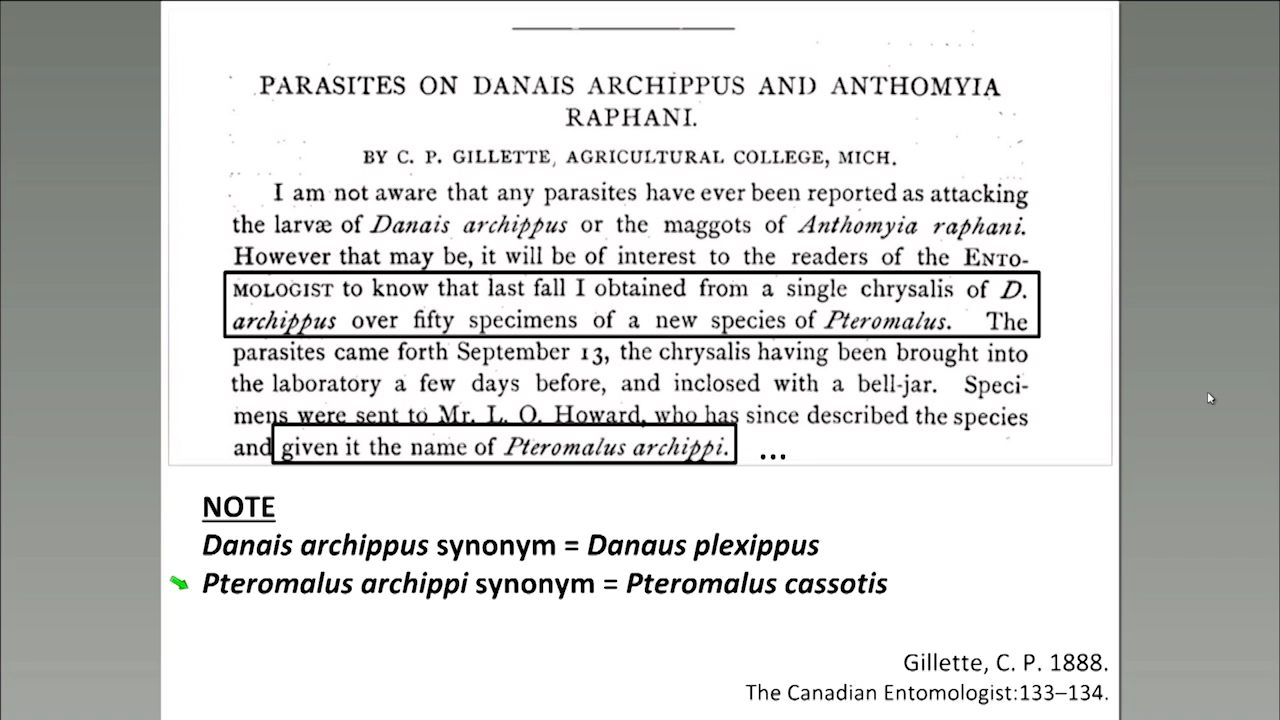 PARASITES ON DANAIS ARCHIPPUS AND ANTHOMYIA
RAPHANI.
BY C. P. GILLETTE, AGRICULTURAL COLLEGE, MICH.
I am not aware that any parasites have ever been reported as attacking
the larvæ of Danais archippus or the maggots of Anthomyia raphani.
However that may be, it will be of interest to the readers of the ENTO-
MOLOGIST to know that last fall I obtained from a single chrysalis of D.
archippus over fifty specimens of a new species of Pteromalus. The
parasites came forth September 13, the chrysalis having been brought into
the laboratory a few days before, and inclosed with a bell-jar. Speci-
mens were sent to Mr. L. O. Howard, who has since described the species
and given it the name of Pteromalus archippi. ...
NOTE
Danais archippus synonym = Danaus plexippus
Pteromalus archippi synonym = Pteromalus cassotis
Gillette, C. P. 1888.
The Canadian Entomologist:133–134.